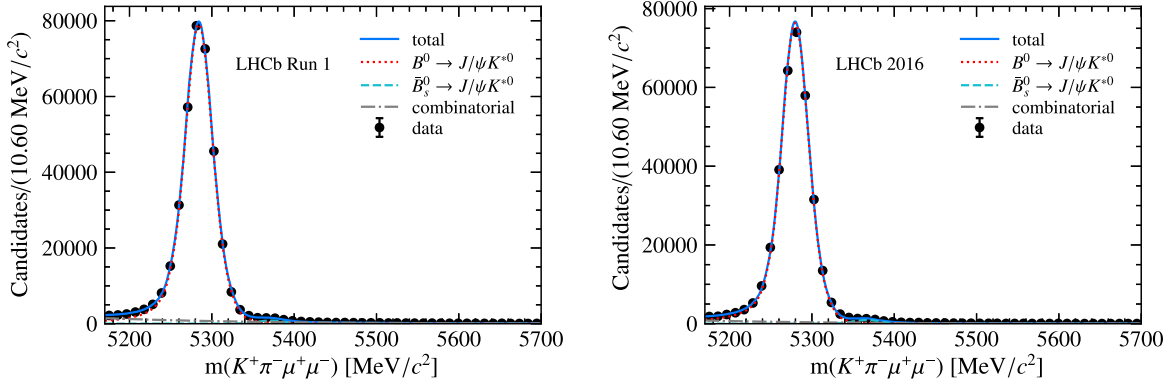 Candidates/(10.60 MeV/c²)
80000
60000
40000
20000
0
LHCb Run 1
total
B⁰ → J/ψK*⁰
B̄⁰ₛ → J/ψK*⁰
combinatorial
data
5200 5300 5400 5500 5600 5700
m(K⁺π⁻μ⁺μ⁻) [MeV/c²]
Candidates/(10.60 MeV/c²)
80000
60000
40000
20000
0
LHCb 2016
total
B⁰ → J/ψK*⁰
B̄⁰ₛ → J/ψK*⁰
combinatorial
data
5200 5300 5400 5500 5600 5700
m(K⁺π⁻μ⁺μ⁻) [MeV/c²]